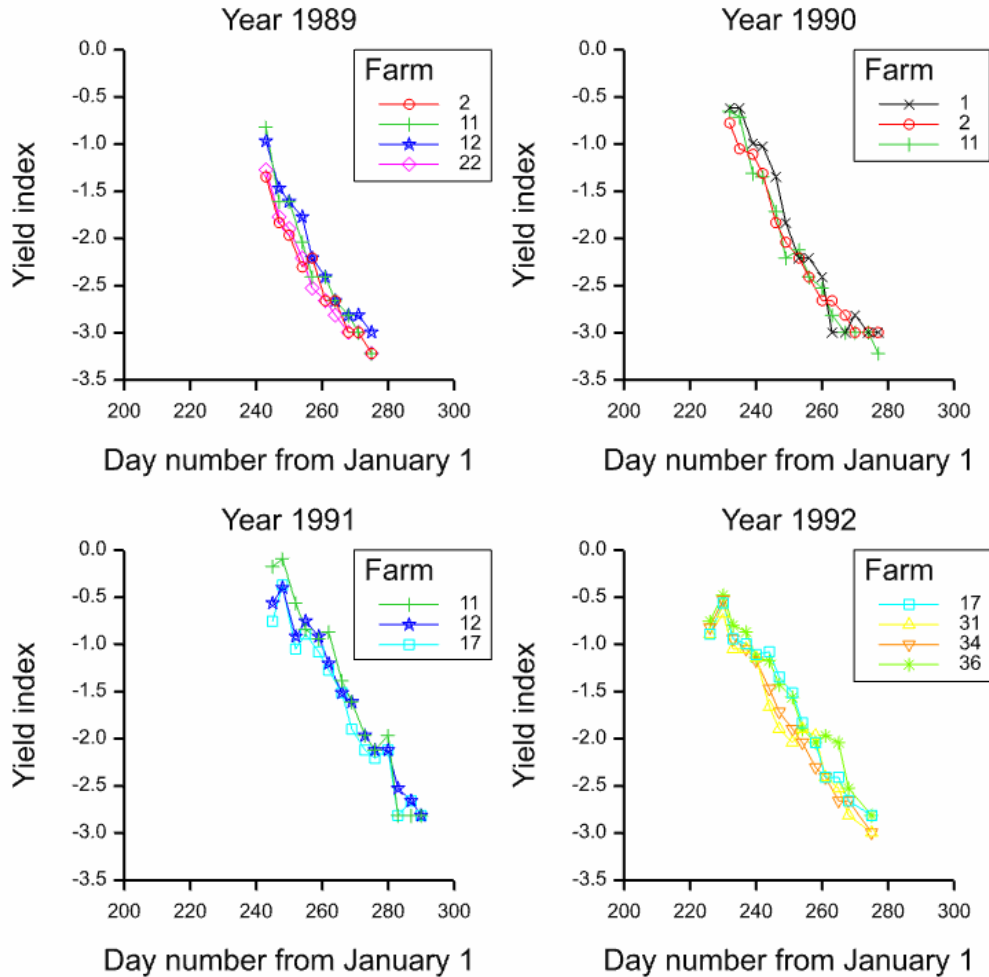 Year 1989
Farm
2
11
12
22
0.0
-0.5
-1.0
-1.5
-2.0
-2.5
-3.0
-3.5
Yield index
200 220 240 260 280 300
Day number from January 1
Year 1990
Farm
1
2
11
0.0
-0.5
-1.0
-1.5
-2.0
-2.5
-3.0
-3.5
Yield index
200 220 240 260 280 300
Day number from January 1
Year 1991
Farm
11
12
17
0.0
-0.5
-1.0
-1.5
-2.0
-2.5
-3.0
-3.5
Yield index
200 220 240 260 280 300
Day number from January 1
Year 1992
Farm
17
31
34
36
0.0
-0.5
-1.0
-1.5
-2.0
-2.5
-3.0
-3.5
Yield index
200 220 240 260 280 300
Day number from January 1